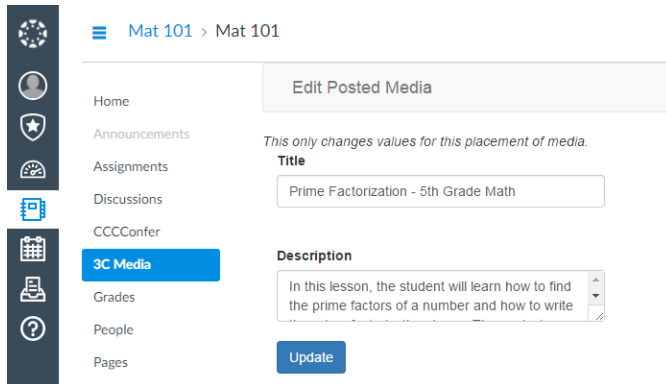 Mat 101 > Mat 101
Home
Announcements
Assignments
Discussions
CCCConfer
3C Media
Grades
People
Pages
Edit Posted Media
This only changes values for this placement of media.
Title
Prime Factorization - 5th Grade Math
Description
In this lesson, the student will learn how to find
the prime factors of a number and how to write
Update